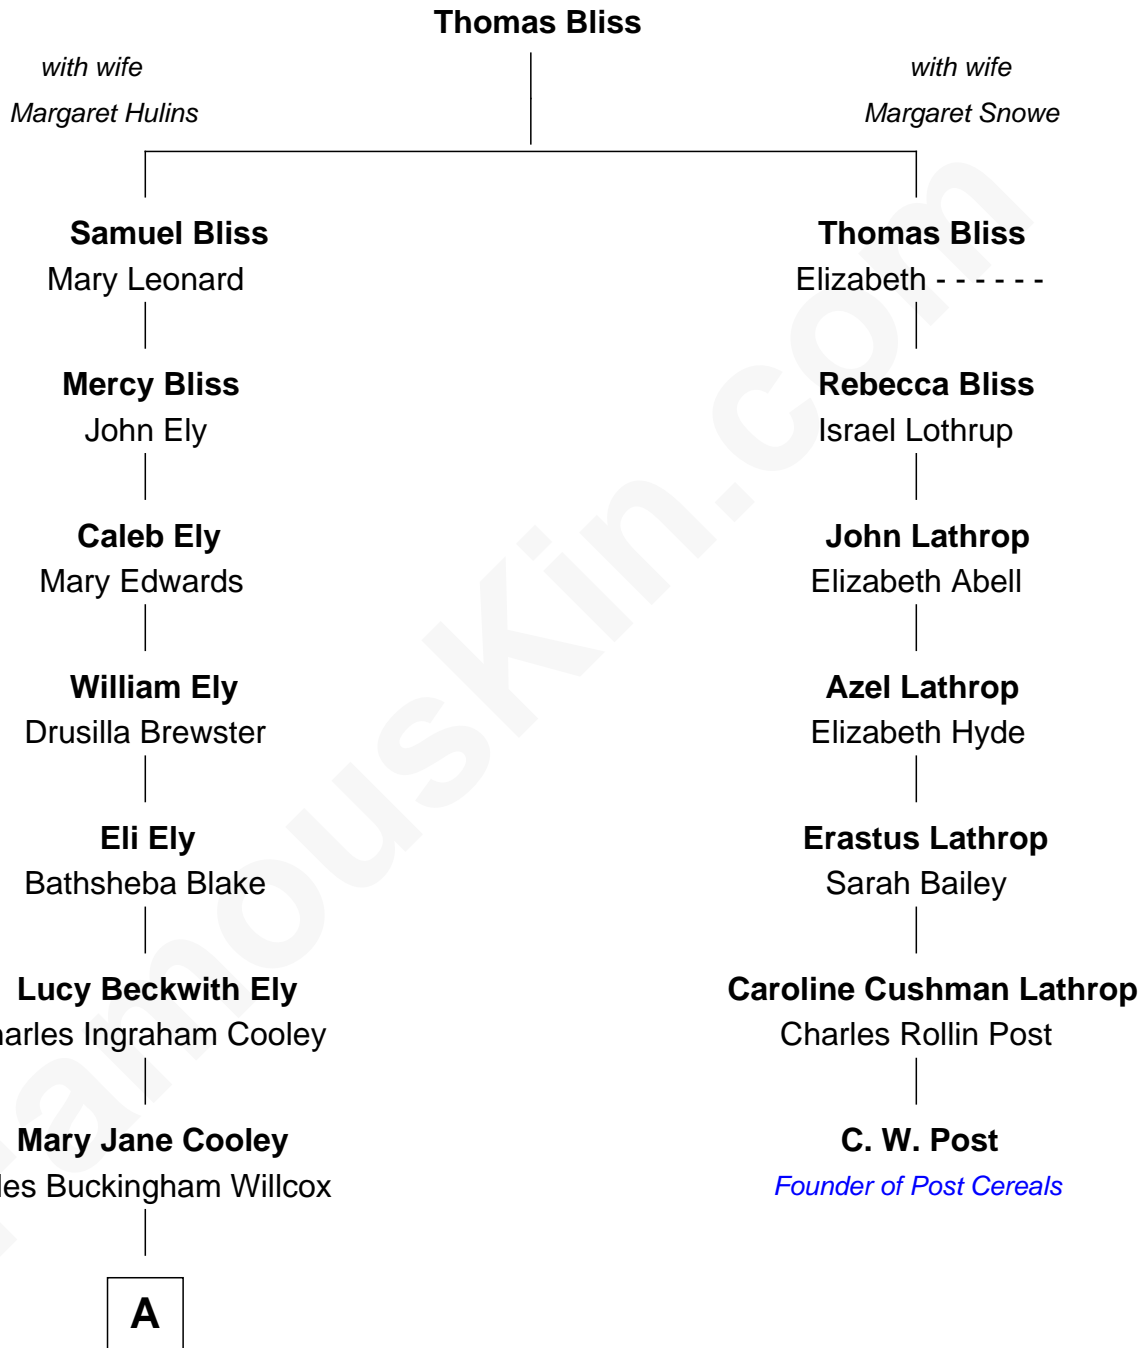 Thomas Bliss
with wife
Margaret Hulins
with wife
Margaret Snowe
Samuel Bliss
Mary Leonard
Thomas Bliss
Elizabeth - - - - - -
Mercy Bliss
John Ely
Rebecca Bliss
Israel Lothrup
Caleb Ely
Mary Edwards
John Lathrop
Elizabeth Abell
William Ely
Drusilla Brewster
Azel Lathrop
Elizabeth Hyde
Eli Ely
Bathsheba Blake
Erastus Lathrop
Sarah Bailey
Lucy Beckwith Ely
harles Ingraham Cooley
Caroline Cushman Lathrop
Charles Rollin Post
Mary Jane Cooley
les Buckingham Willcox
C. W. Post
Founder of Post Cereals
A
FamousKin.com